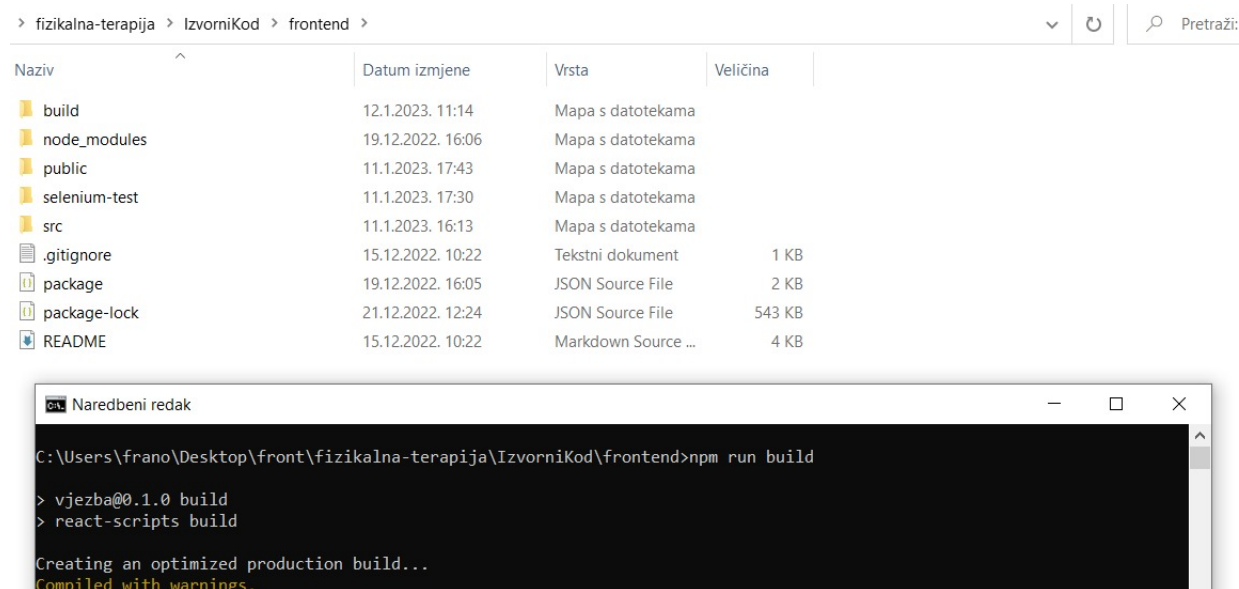 > fizikalna-terapija > IzvorniKod > frontend > Pretraži:
Naziv Datum izmjene Vrsta Veličina
build 12.1.2023. 11:14 Mapa s datotekama
node_modules 19.12.2022. 16:06 Mapa s datotekama
public 11.1.2023. 17:43 Mapa s datotekama
selenium-test 11.1.2023. 17:30 Mapa s datotekama
src 11.1.2023. 16:13 Mapa s datotekama
.gitignore 15.12.2022. 10:22 Tekstni dokument 1 KB
package 19.12.2022. 16:05 JSON Source File 2 KB
package-lock 21.12.2022. 12:24 JSON Source File 543 KB
README 15.12.2022. 10:22 Markdown Source ... 4 KB
Naredbeni redak
C:\Users\frano\Desktop\front\fizikalna-terapija\IzvorniKod\frontend>npm run build
> vjezba@0.1.0 build
> react-scripts build
Creating an optimized production build...
Compiled with warnings.